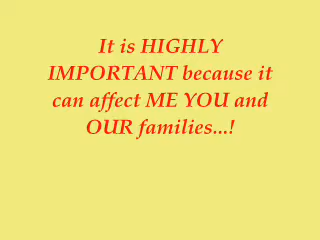 It is HIGHLY
IMPORTANT because it
can affect ME YOU and
OUR families...!